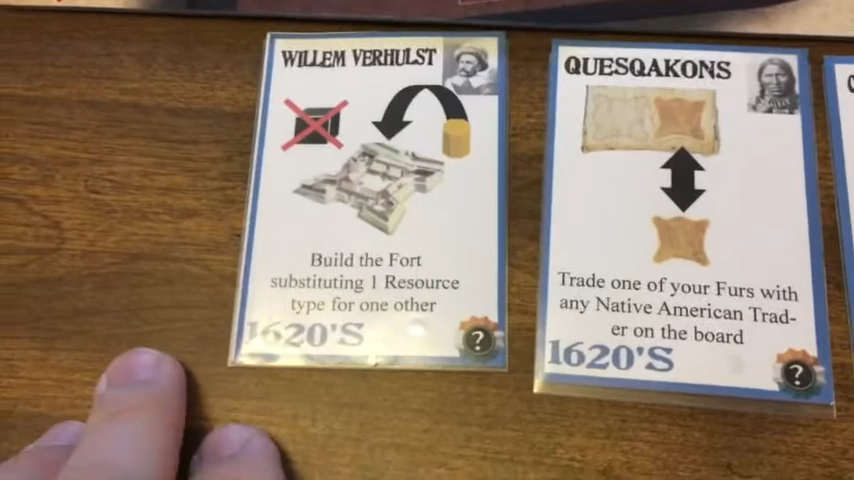 WILLEM VERHULST
Build the Fort
substituting 1 Resource
type for one other
1620'S
?
QUESQAKONS
Trade one of your Furs with
any Native American Trad-
er on the board
1620'S
?